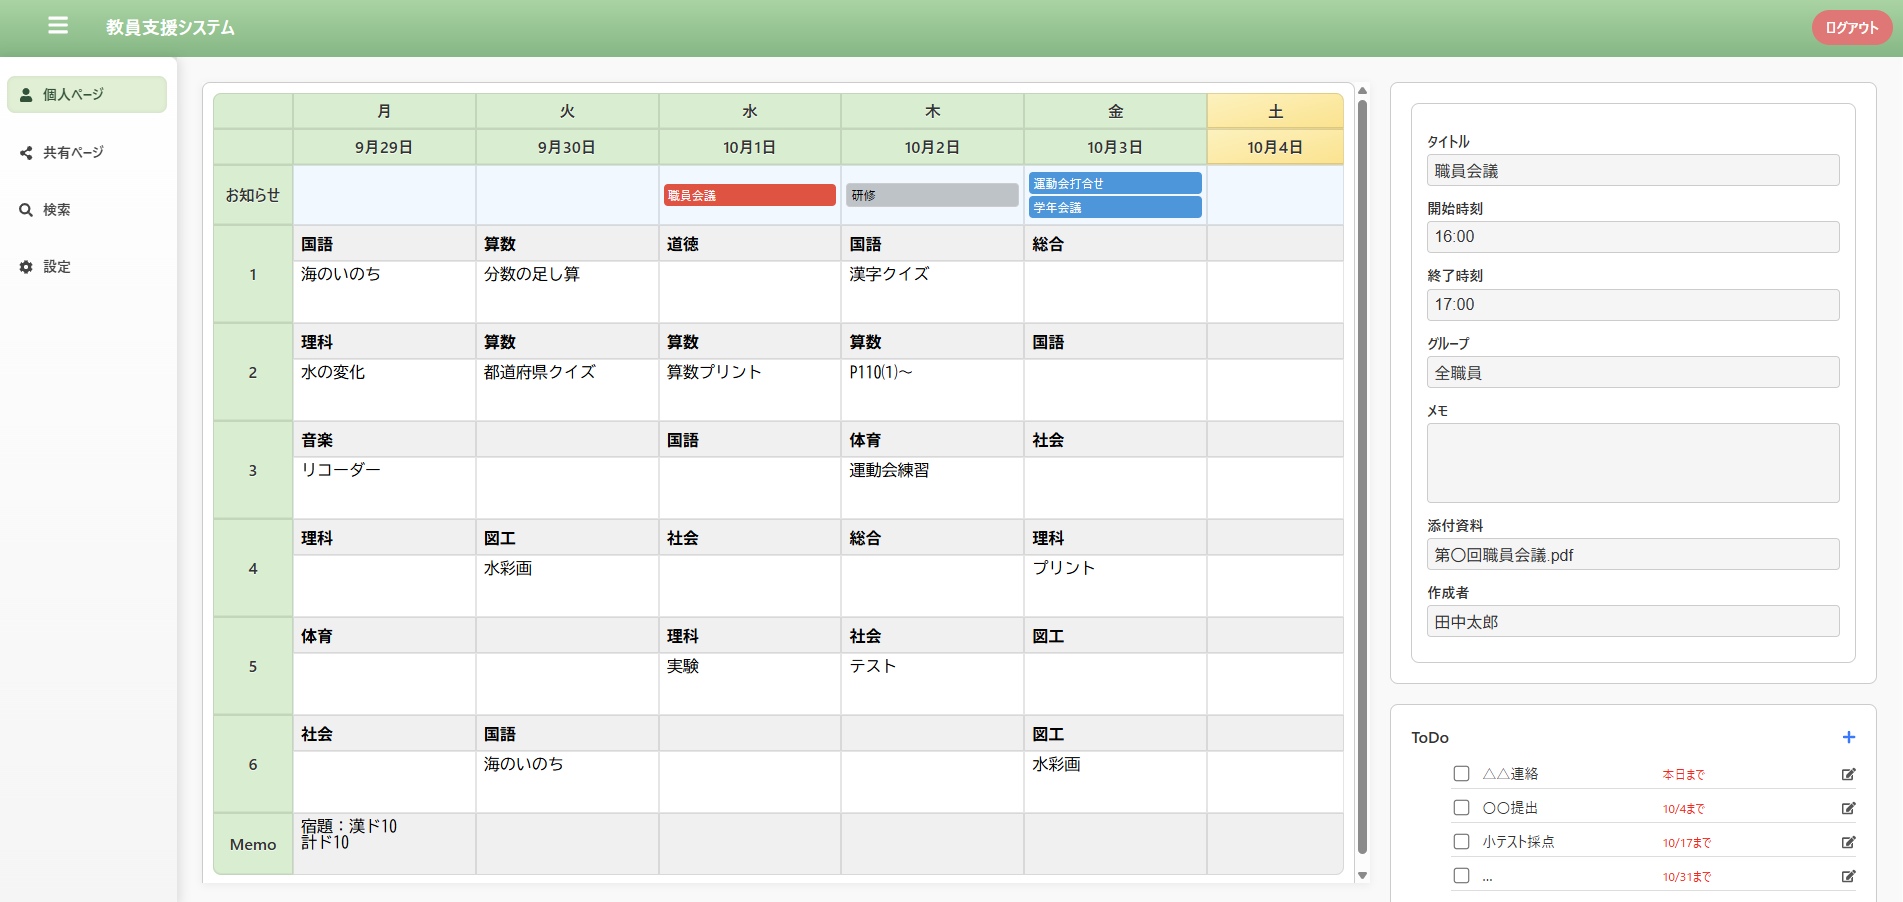 教員支援システム
ログアウト
個人ページ
共有ページ
検索
設定
月 火 水 木 金 土
9月29日 9月30日 10月1日 10月2日 10月3日 10月4日
お知らせ 職員会議 研修 運動会打合せ
学年会議
1 国語 算数 道徳 国語 総合
海のいのち 分数の足し算 漢字クイズ
2 理科 算数 算数 算数 国語
水の変化 都道府県クイズ 算数プリント P110(1)～
3 音楽 国語 体育 社会
リコーダー 運動会練習
4 理科 図工 社会 総合 理科
水彩画 プリント
5 体育 理科 社会 図工
実験 テスト
6 社会 国語 図工
海のいのち 水彩画
Memo 宿題：漢ド10
計ド10
タイトル
職員会議
開始時刻
16:00
終了時刻
17:00
グループ
全職員
メモ
添付資料
第〇回職員会議.pdf
作成者
田中太郎
ToDo
△△連絡 本日まで
〇〇提出 10/4まで
小テスト採点 10/17まで
... 10/31まで